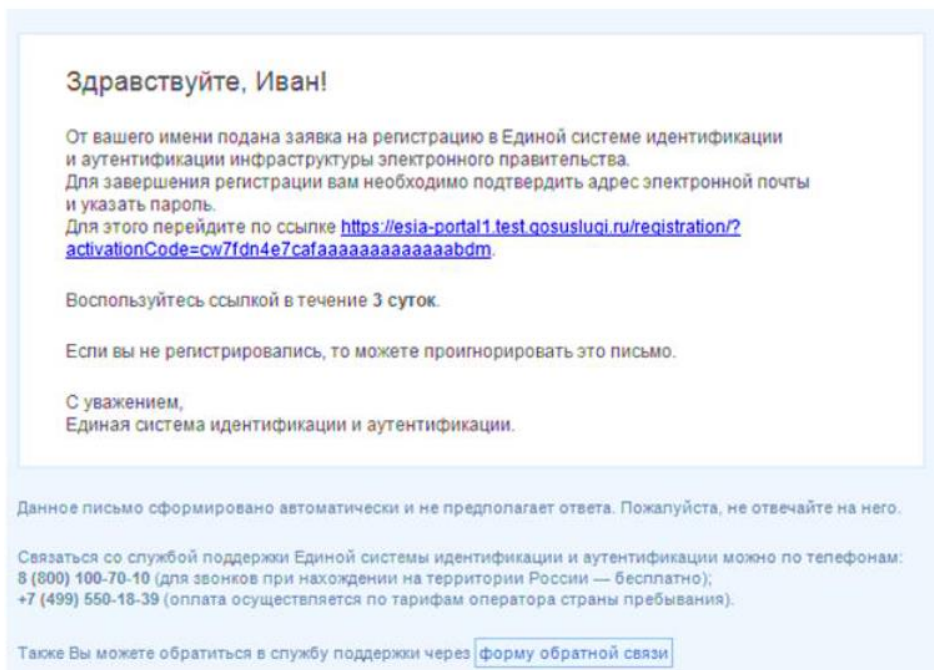 Здравствуйте, Иван!
От вашего имени подана заявка на регистрацию в Единой системе идентификации
и аутентификации инфраструктуры электронного правительства.
Для завершения регистрации вам необходимо подтвердить адрес электронной почты
и указать пароль.
Для этого перейдите по ссылке https://esia-portal1.test.gosuslugi.ru/registration/?
activationCode=cw7fdn4e7cafaaaaaaaaaaaaaabdm.
Воспользуйтесь ссылкой в течение 3 суток.
Если вы не регистрировались, то можете проигнорировать это письмо.
С уважением,
Единая система идентификации и аутентификации.
Данное письмо сформировано автоматически и не предполагает ответа. Пожалуйста, не отвечайте на него.
Связаться со службой поддержки Единой системы идентификации и аутентификации можно по телефонам:
8 (800) 100-70-10 (для звонков при нахождении на территории России — бесплатно);
+7 (499) 550-18-39 (оплата осуществляется по тарифам оператора страны пребывания).
Также Вы можете обратиться в службу поддержки через форму обратной связи